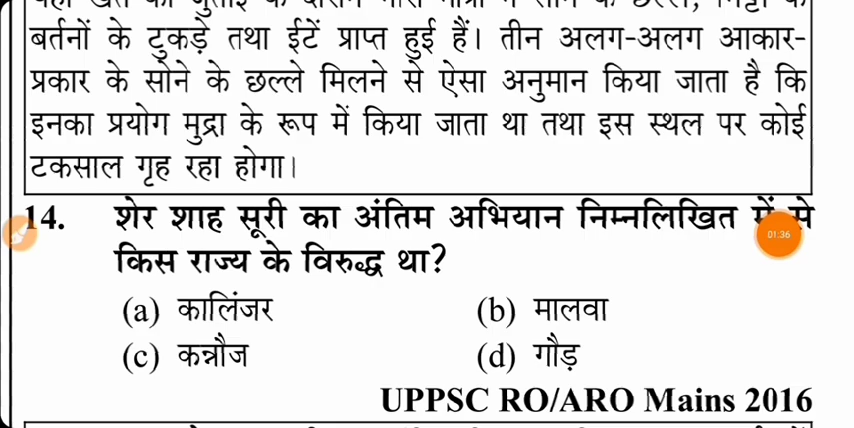 बर्तनों के टुकड़े तथा ईंटें प्राप्त हुई हैं। तीन अलग-अलग आकार-
प्रकार के सोने के छल्ले मिलने से ऐसा अनुमान किया जाता है कि
इनका प्रयोग मुद्रा के रूप में किया जाता था तथा इस स्थल पर कोई
टकसाल गृह रहा होगा।
14. शेर शाह सूरी का अंतिम अभियान निम्नलिखित में से
01:36
किस राज्य के विरुद्ध था?
(a) कालिंजर (b) मालवा
(c) कन्नौज (d) गौड़
UPPSC RO/ARO Mains 2016